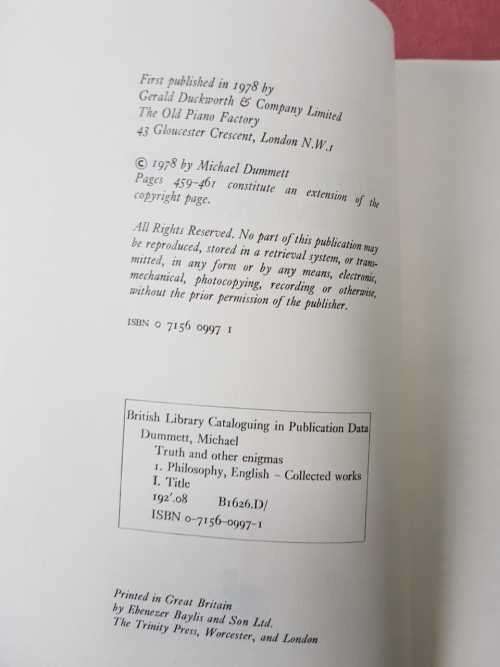 First published in 1978 by
Gerald Duckworth & Company Limited
The Old Piano Factory
43 Gloucester Crescent, London N.W.1
© 1978 by Michael Dummett
Pages 459–461 constitute an extension of the
copyright page.
All Rights Reserved. No part of this publication may
be reproduced, stored in a retrieval system, or trans-
mitted, in any form or by any means, electronic,
mechanical, photocopying, recording or otherwise,
without the prior permission of the publisher.
ISBN 0 7156 0997 1
British Library Cataloguing in Publication Data
Dummett, Michael
Truth and other enigmas
1. Philosophy, English – Collected works
I. Title
192'.08 B1626.D/
ISBN 0-7156-0997-1
Printed in Great Britain
by Ebenezer Baylis and Son Ltd.
The Trinity Press, Worcester, and London